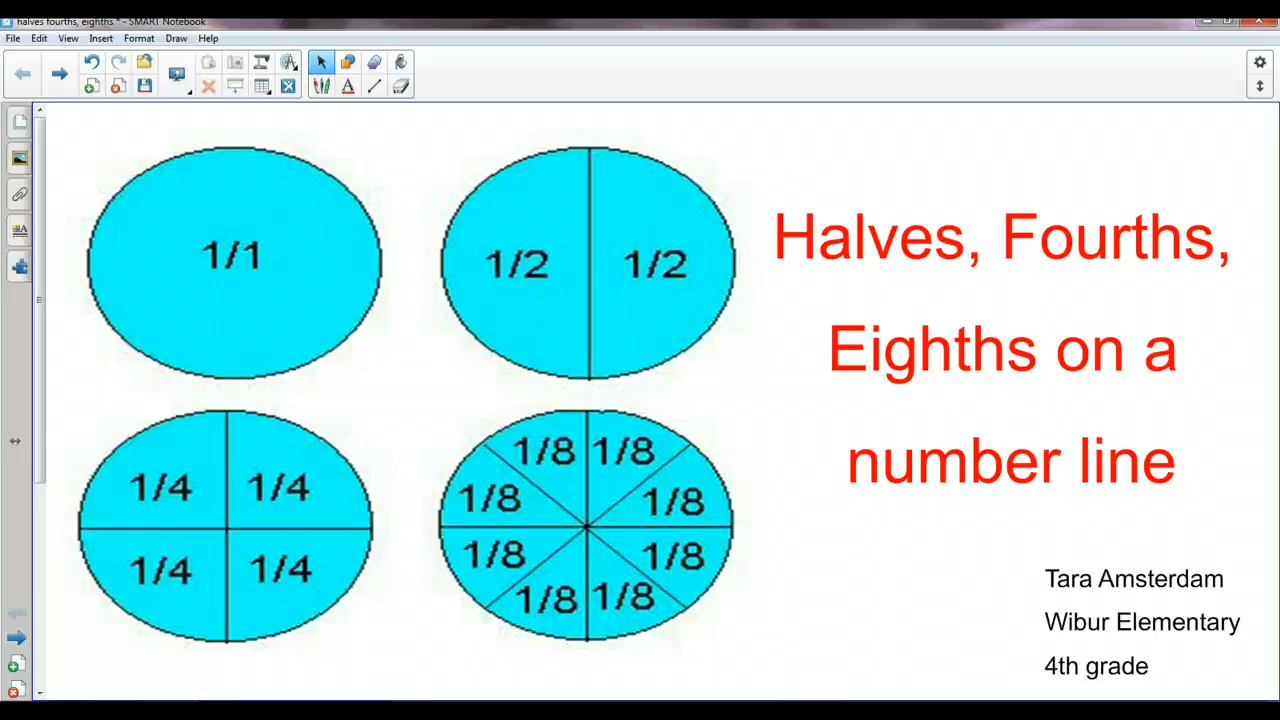 halves fourths, eighths * - SMART Notebook
File Edit View Insert Format Draw Help
1/1
1/2 1/2
Halves, Fourths,
Eighths on a
number line
1/4 1/4
1/4 1/4
1/8 1/8
1/8 1/8
1/8 1/8
1/8 1/8
Tara Amsterdam
Wibur Elementary
4th grade